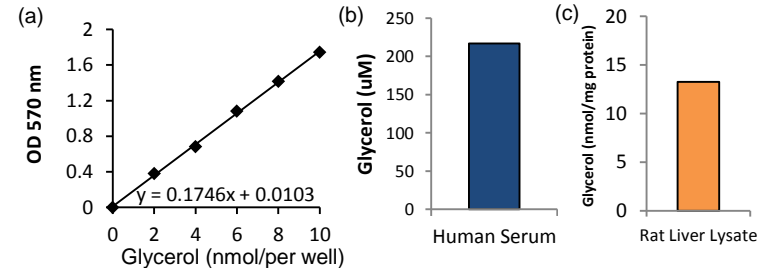 (a)
OD 570 nm
2
1.6
1.2
0.8
0.4
0
y = 0.1746x + 0.0103
0 2 4 6 8 10
Glycerol (nmol/per well)
(b)
Glycerol (uM)
250
200
150
100
50
0
Human Serum
(c)
Glycerol (nmol/mg protein)
20
15
10
5
0
Rat Liver Lysate